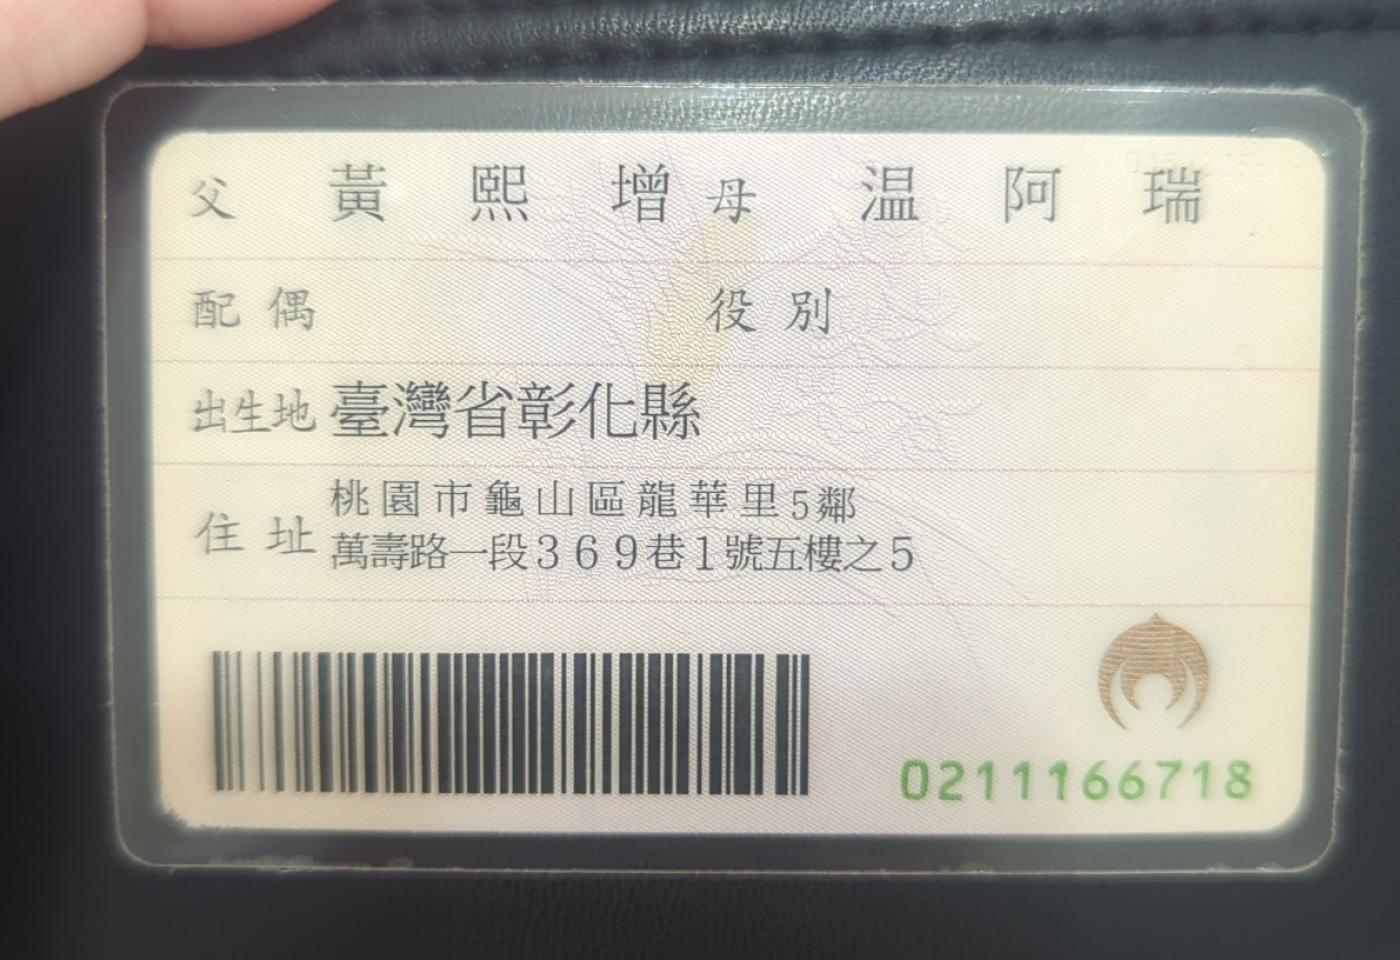 父 黃熙增 母 温阿瑞
配偶 役別
出生地 臺灣省彰化縣
住址 桃園市龜山區龍華里5鄰
萬壽路一段369巷1號五樓之5
0211166718